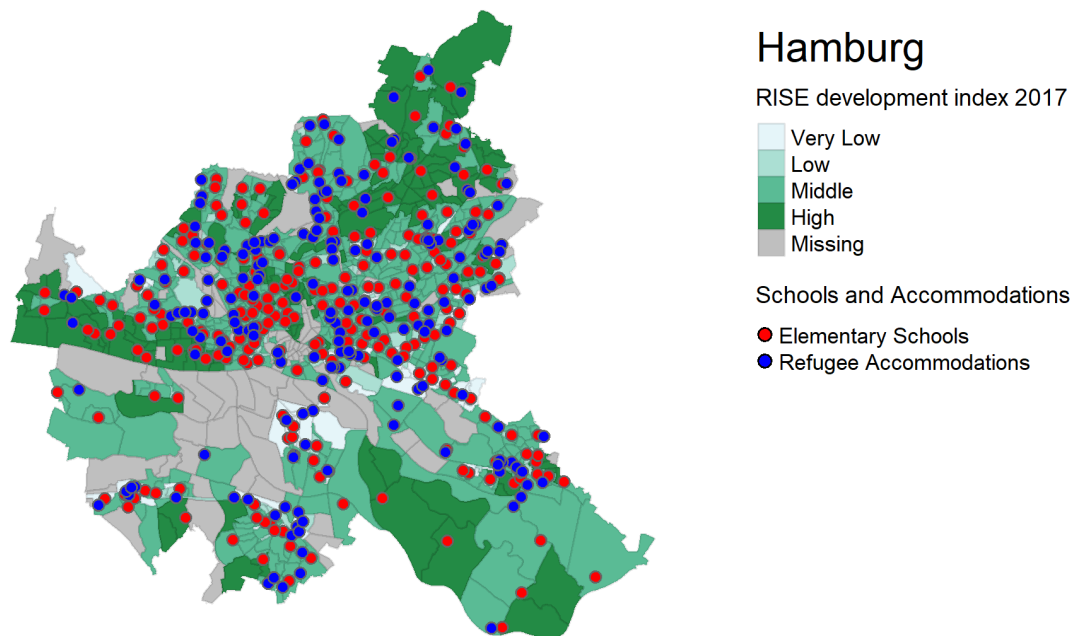 Hamburg
RISE development index 2017
Very Low
Low
Middle
High
Missing
Schools and Accommodations
Elementary Schools
Refugee Accommodations